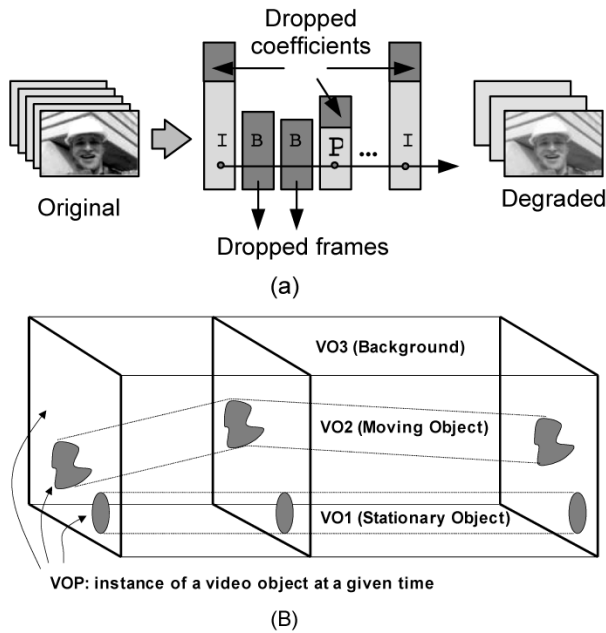 Dropped
coefficients
I
B
B
P
...
I
Original
Degraded
Dropped frames
(a)
VO3 (Background)
VO2 (Moving Object)
VO1 (Stationary Object)
VOP: instance of a video object at a given time
(B)